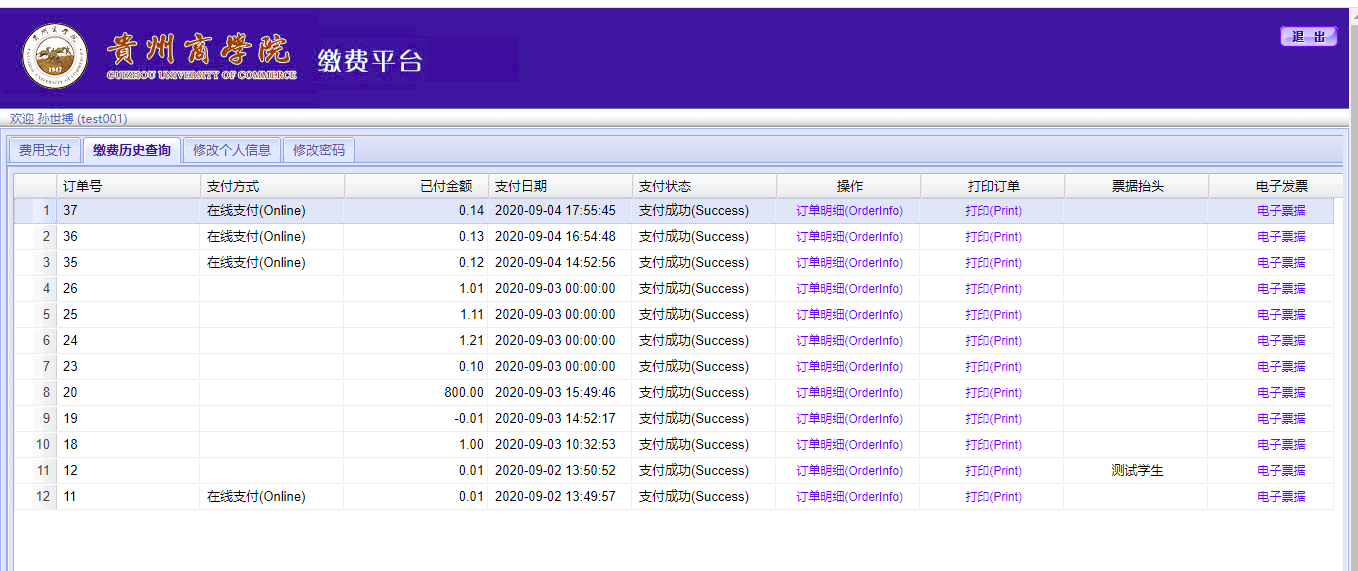 貴州商学院
GUIZHOU UNIVERSITY OF COMMERCE
缴费平台
退 出
1947
欢迎 孙世搏 (test001)
费用支付 缴费历史查询 修改个人信息 修改密码
订单号 支付方式 已付金额 支付日期 支付状态 操作 打印订单 票据抬头 电子发票
1 37 在线支付(Online) 0.14 2020-09-04 17:55:45 支付成功(Success) 订单明细(OrderInfo) 打印(Print) 电子票据
2 36 在线支付(Online) 0.13 2020-09-04 16:54:48 支付成功(Success) 订单明细(OrderInfo) 打印(Print) 电子票据
3 35 在线支付(Online) 0.12 2020-09-04 14:52:56 支付成功(Success) 订单明细(OrderInfo) 打印(Print) 电子票据
4 26 1.01 2020-09-03 00:00:00 支付成功(Success) 订单明细(OrderInfo) 打印(Print) 电子票据
5 25 1.11 2020-09-03 00:00:00 支付成功(Success) 订单明细(OrderInfo) 打印(Print) 电子票据
6 24 1.21 2020-09-03 00:00:00 支付成功(Success) 订单明细(OrderInfo) 打印(Print) 电子票据
7 23 0.10 2020-09-03 00:00:00 支付成功(Success) 订单明细(OrderInfo) 打印(Print) 电子票据
8 20 800.00 2020-09-03 15:49:46 支付成功(Success) 订单明细(OrderInfo) 打印(Print) 电子票据
9 19 -0.01 2020-09-03 14:52:17 支付成功(Success) 订单明细(OrderInfo) 打印(Print) 电子票据
10 18 1.00 2020-09-03 10:32:53 支付成功(Success) 订单明细(OrderInfo) 打印(Print) 电子票据
11 12 0.01 2020-09-02 13:50:52 支付成功(Success) 订单明细(OrderInfo) 打印(Print) 测试学生 电子票据
12 11 在线支付(Online) 0.01 2020-09-02 13:49:57 支付成功(Success) 订单明细(OrderInfo) 打印(Print) 电子票据